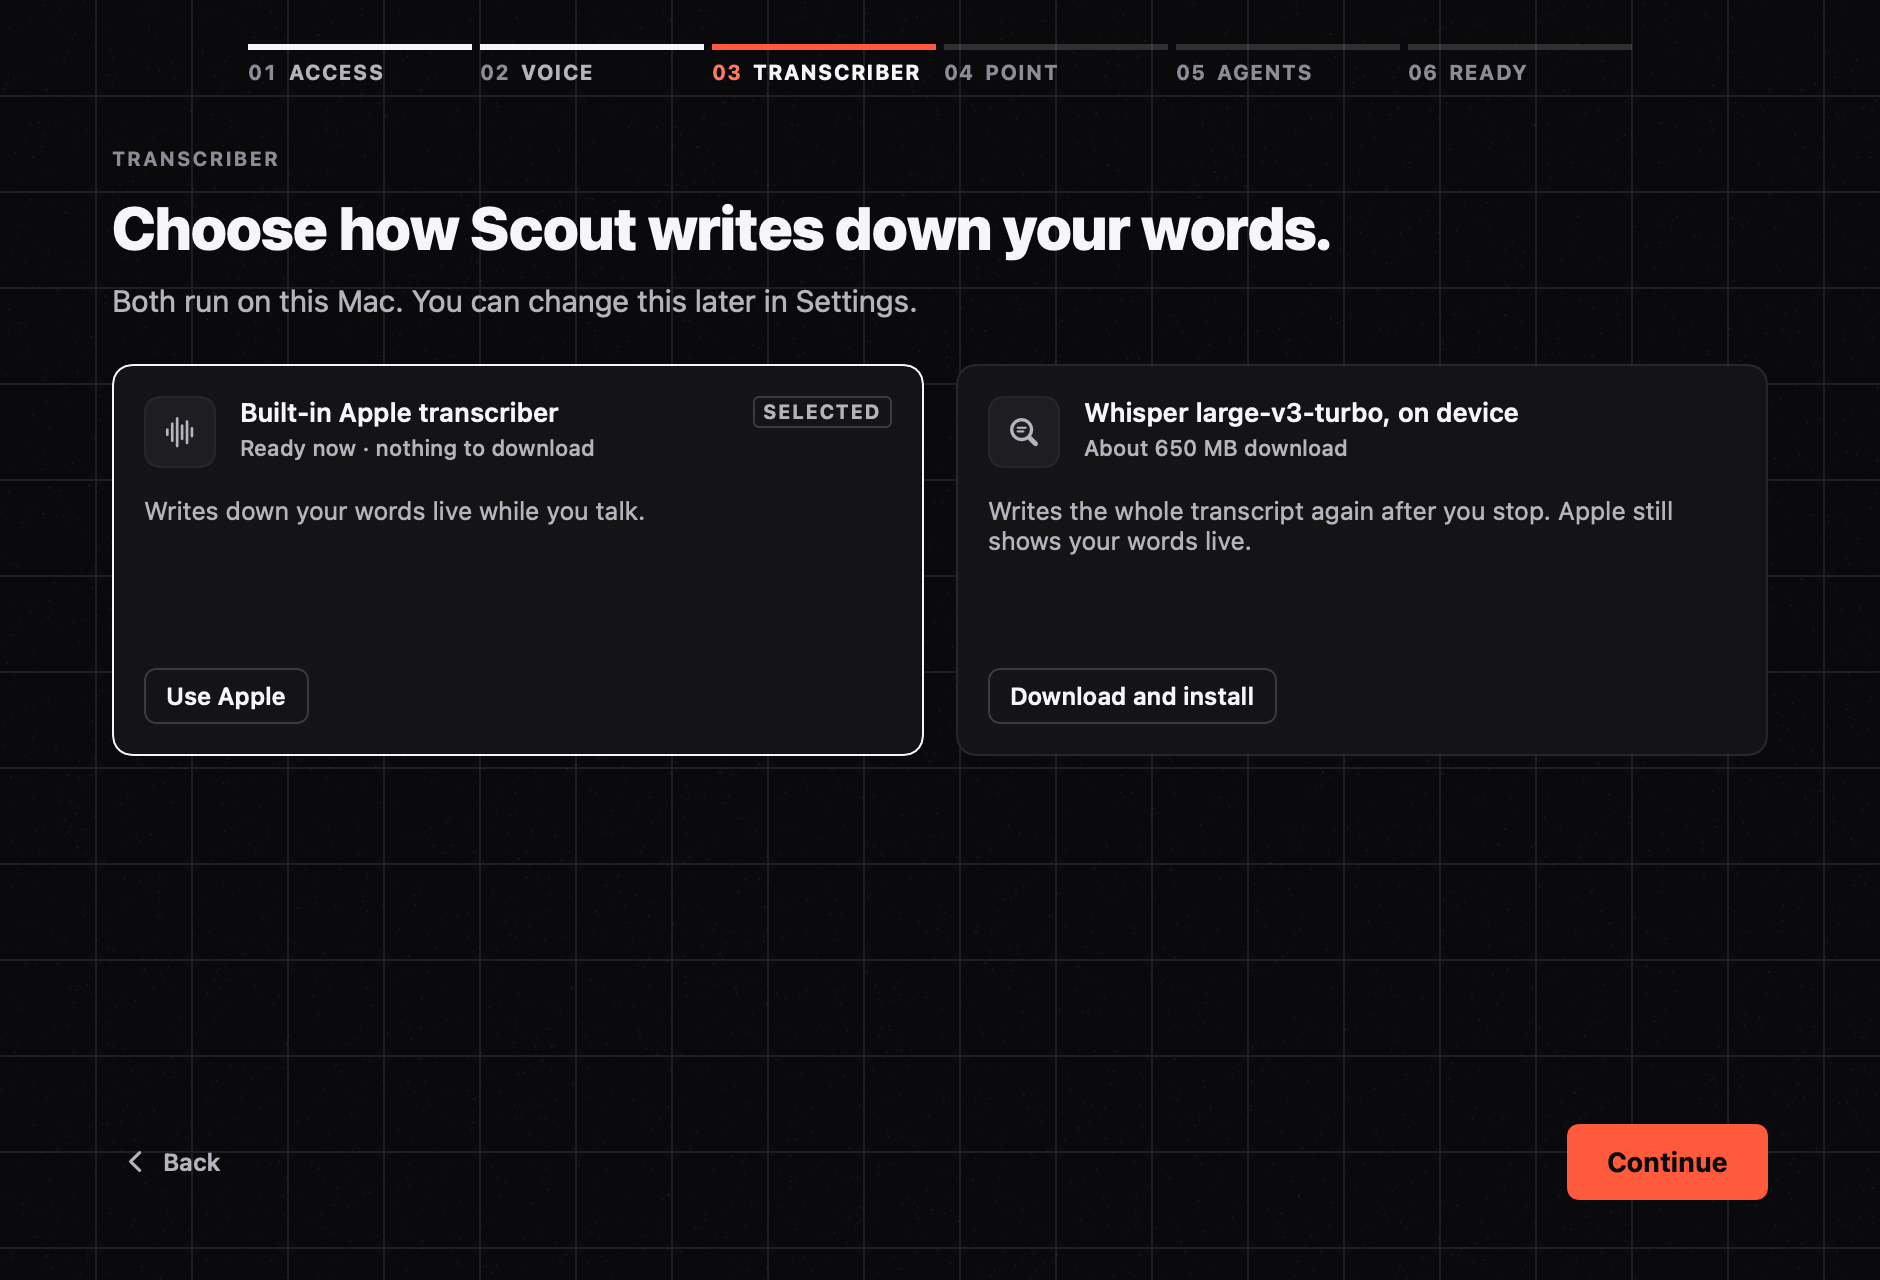 01 ACCESS
02 VOICE
03 TRANSCRIBER
04 POINT
05 AGENTS
06 READY
TRANSCRIBER
Choose how Scout writes down your words.
Both run on this Mac. You can change this later in Settings.
Built-in Apple transcriber
SELECTED
Ready now · nothing to download
Writes down your words live while you talk.
Use Apple
Whisper large-v3-turbo, on device
About 650 MB download
Writes the whole transcript again after you stop. Apple still
shows your words live.
Download and install
Back
Continue